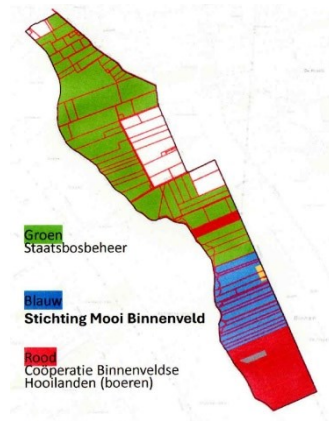 Groen
Staatsbosbeheer
Blauw
Stichting Mooi Binnenveld
Rood
Coöperatie Binnenveldse
Hooilanden (boeren)